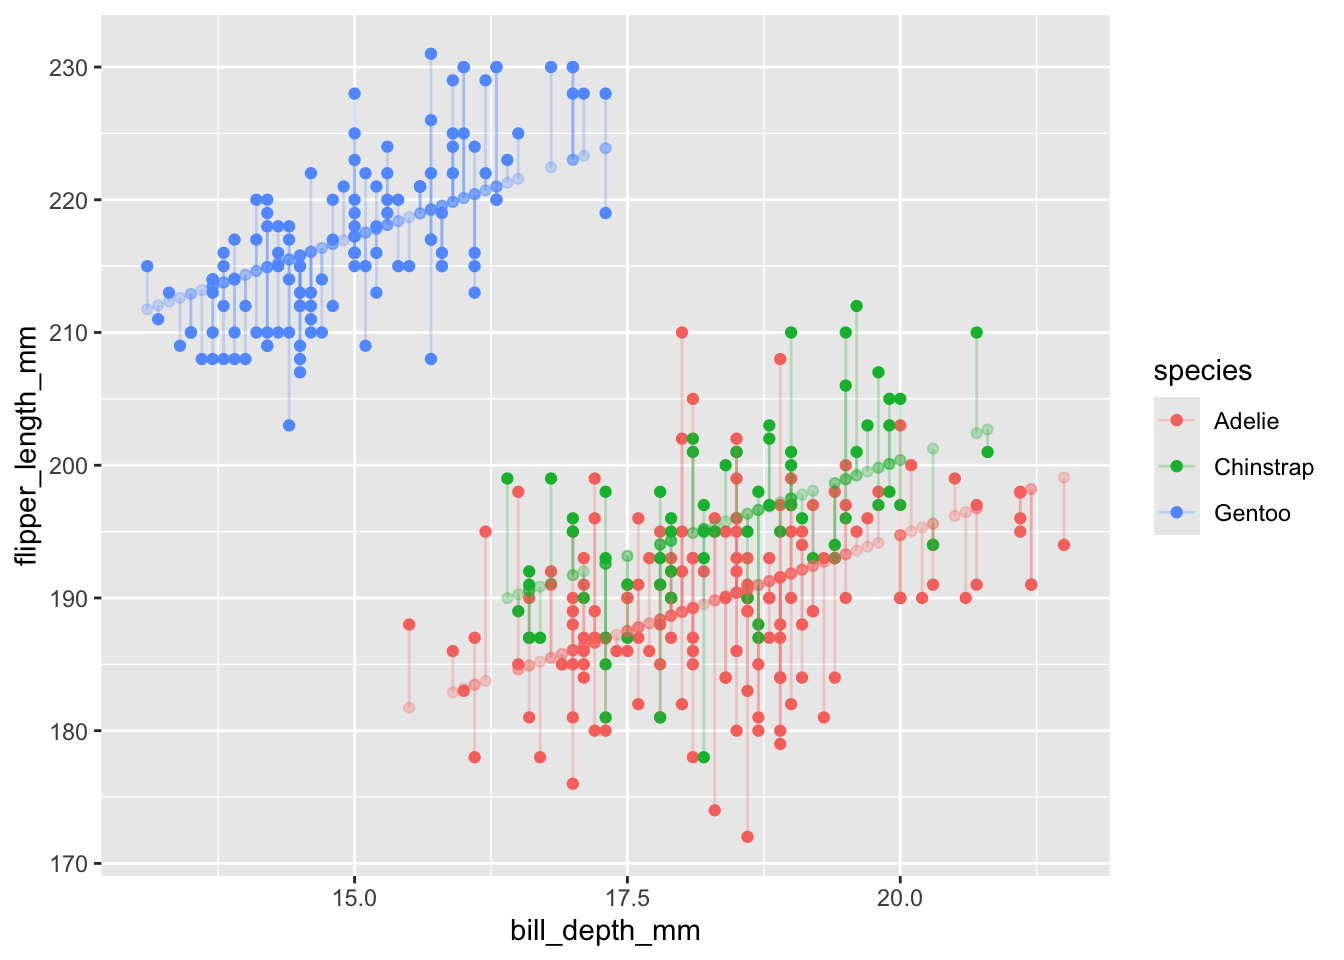 230
220
210
200
190
180
170
flipper_length_mm
15.0
17.5
20.0
bill_depth_mm
species
Adelie
Chinstrap
Gentoo